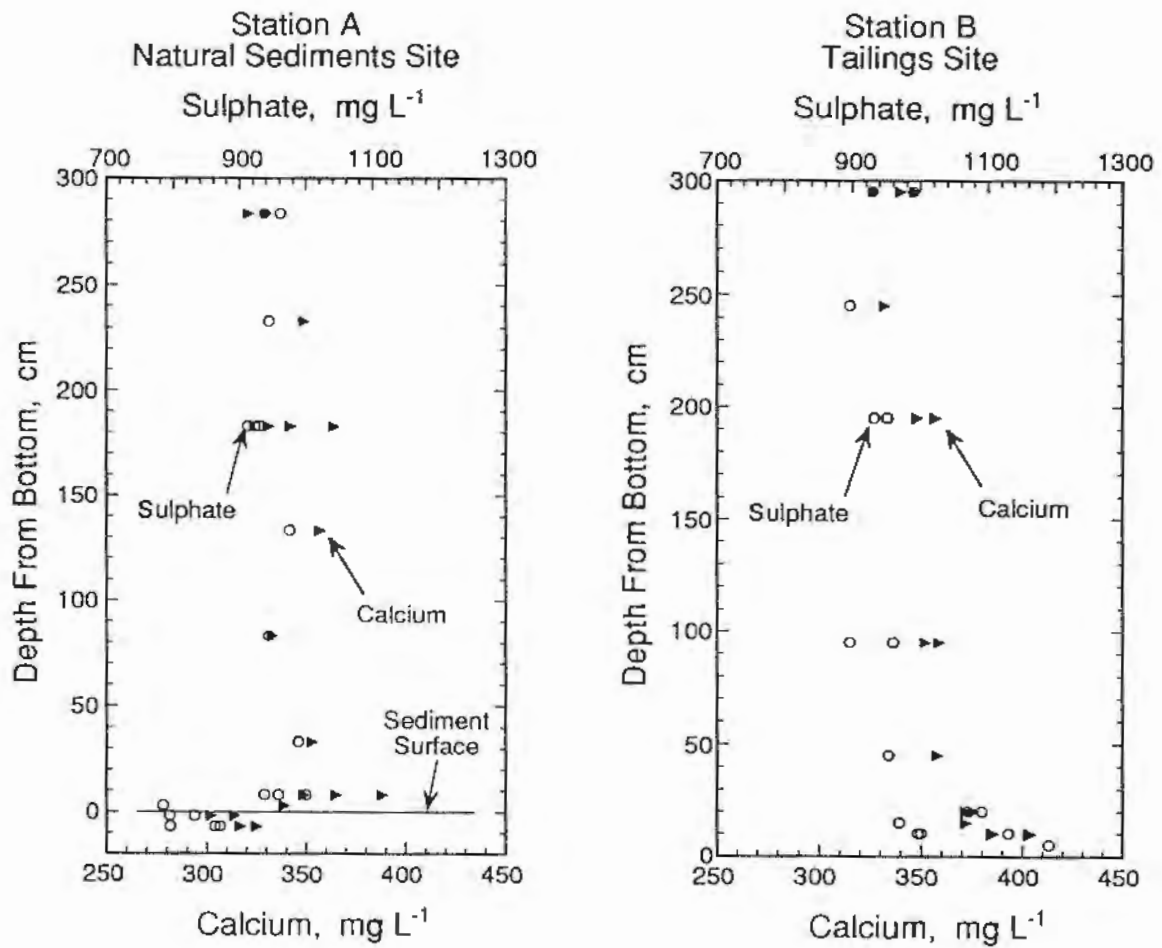 Station A
Natural Sediments Site
Sulphate, mg L⁻¹
700 900 1100 1300
300
250
200
150
100
50
0
Depth From Bottom, cm
Sulphate
Calcium
Sediment
Surface
250 300 350 400 450
Calcium, mg L⁻¹
Station B
Tailings Site
Sulphate, mg L⁻¹
700 900 1100 1300
300
250
200
150
100
50
0
Depth From Bottom, cm
Sulphate
Calcium
250 300 350 400 450
Calcium, mg L⁻¹